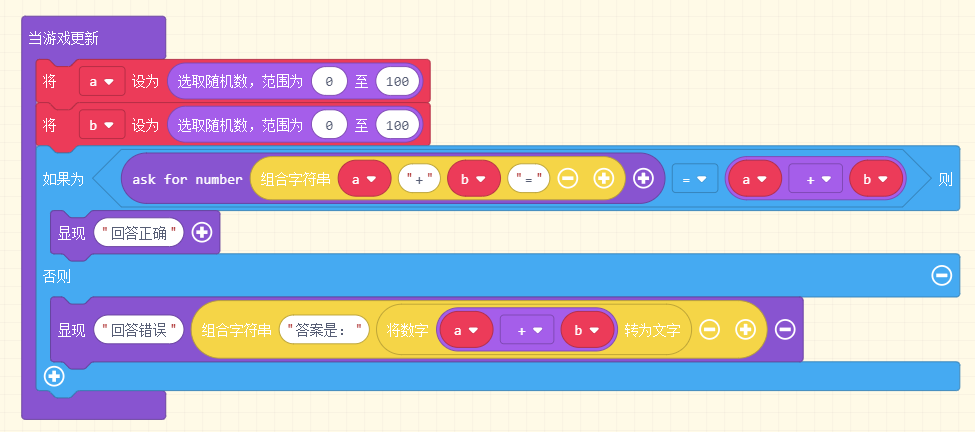 当游戏更新
将 a 设为 选取随机数，范围为 0 至 100
将 b 设为 选取随机数，范围为 0 至 100
如果为 ask for number 组合字符串 a "+" b "=" = a + b 则
显现 "回答正确"
否则
显现 "回答错误" 组合字符串 "答案是：" 将数字 a + b 转为文字